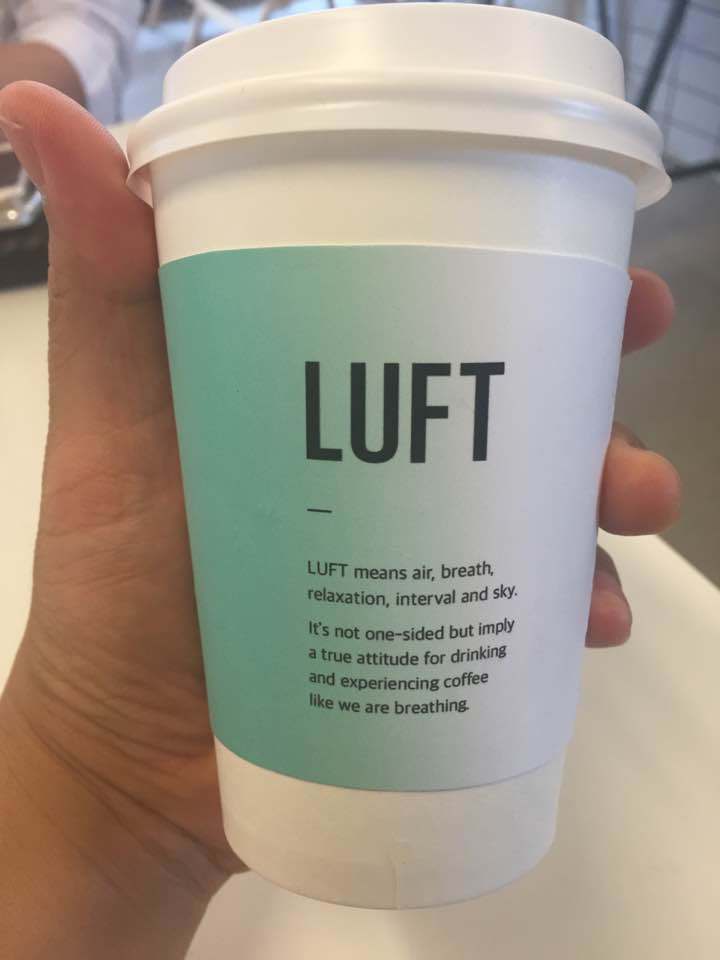 LUFT
—
LUFT means air, breath,
relaxation, interval and sky.
It's not one-sided but imply
a true attitude for drinking
and experiencing coffee
like we are breathing.